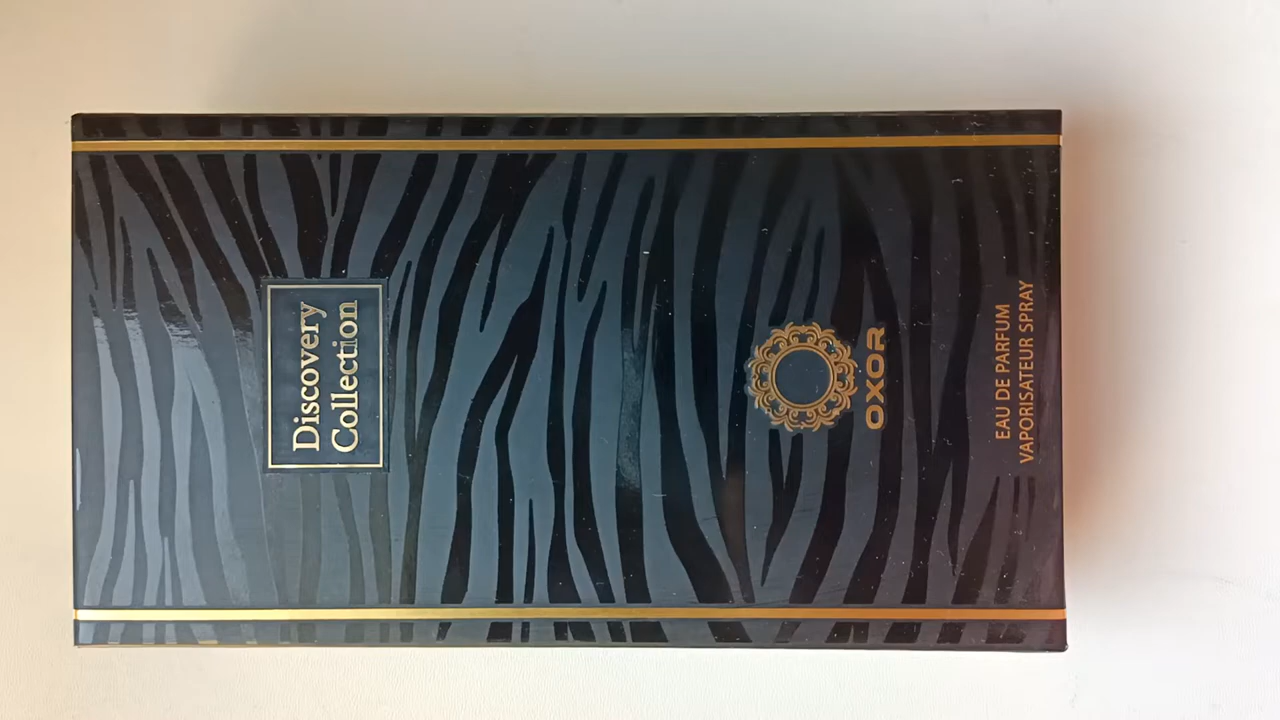 Discovery
Collection
OXOR
EAU DE PARFUM
VAPORISATEUR SPRAY